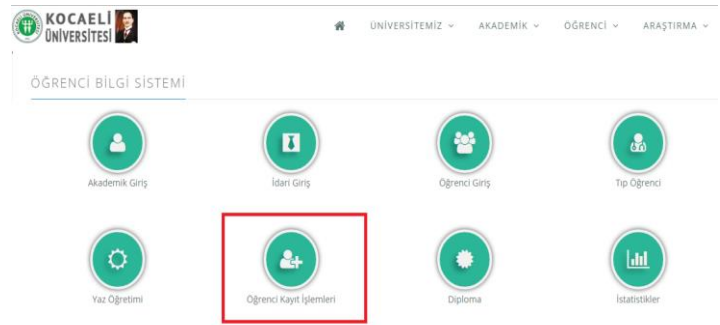 KOCAELİ
ÜNİVERSİTESİ
ÜNİVERSİTEMİZ AKADEMİK ÖĞRENCİ ARAŞTIRMA
ÖĞRENCİ BİLGİ SİSTEMİ
Akademik Giriş İdari Giriş Öğrenci Giriş Tıp Öğrenci
Yaz Öğretimi Öğrenci Kayıt İşlemleri Diploma İstatistikler